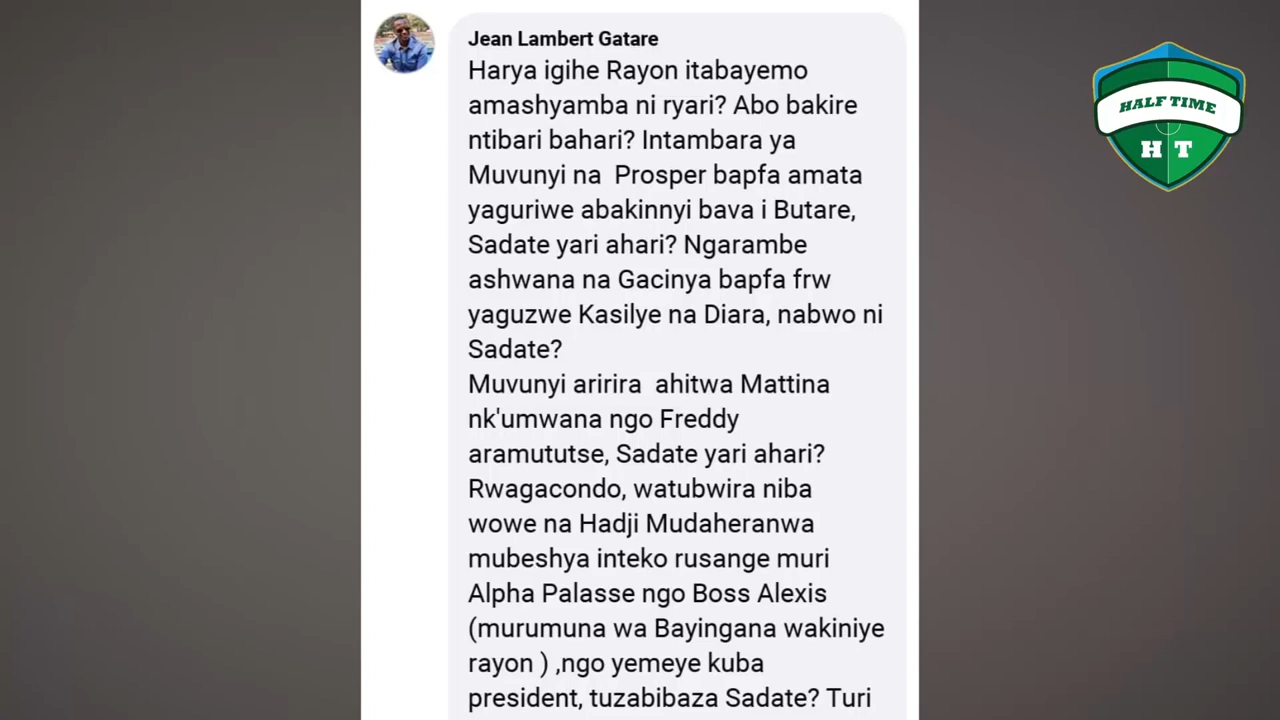 Jean Lambert Gatare
Harya igihe Rayon itabayemo
amashyamba ni ryari? Abo bakire
ntibari bahari? Intambara ya
Muvunyi na Prosper bapfa amata
yaguriwe abakinnyi bava i Butare,
Sadate yari ahari? Ngarambe
ashwana na Gacinya bapfa frw
yaguzwe Kasilye na Diara, nabwo ni
Sadate?
Muvunyi aririra ahitwa Mattina
nk'umwana ngo Freddy
aramututse, Sadate yari ahari?
Rwagacondo, watubwira niba
wowe na Hadji Mudaheranwa
mubeshya inteko rusange muri
Alpha Palasse ngo Boss Alexis
(murumuna wa Bayingana wakiniye
rayon ) ,ngo yemeye kuba
president, tuzabibaza Sadate? Turi
HALF TIME
H T